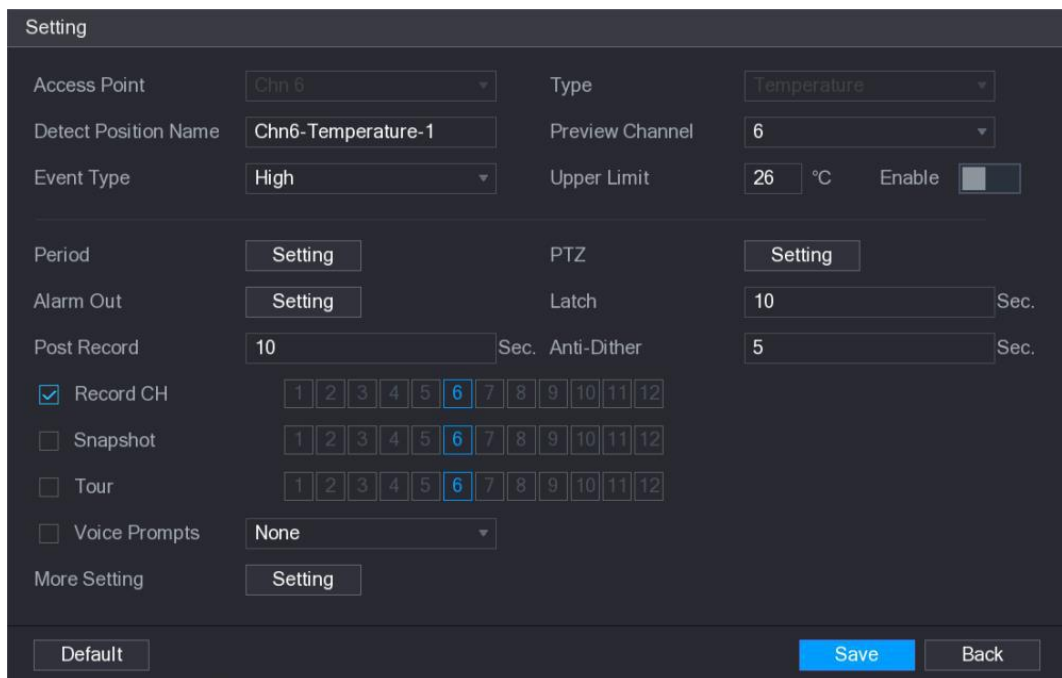 Setting
Access Point Chn 6 Type Temperature
Detect Position Name Chn6-Temperature-1 Preview Channel 6
Event Type High Upper Limit 26 °C Enable
Period Setting PTZ Setting
Alarm Out Setting Latch 10 Sec.
Post Record 10 Sec. Anti-Dither 5 Sec.
Record CH 1 2 3 4 5 6 7 8 9 10 11 12
Snapshot 1 2 3 4 5 6 7 8 9 10 11 12
Tour 1 2 3 4 5 6 7 8 9 10 11 12
Voice Prompts None
More Setting Setting
Default Save Back